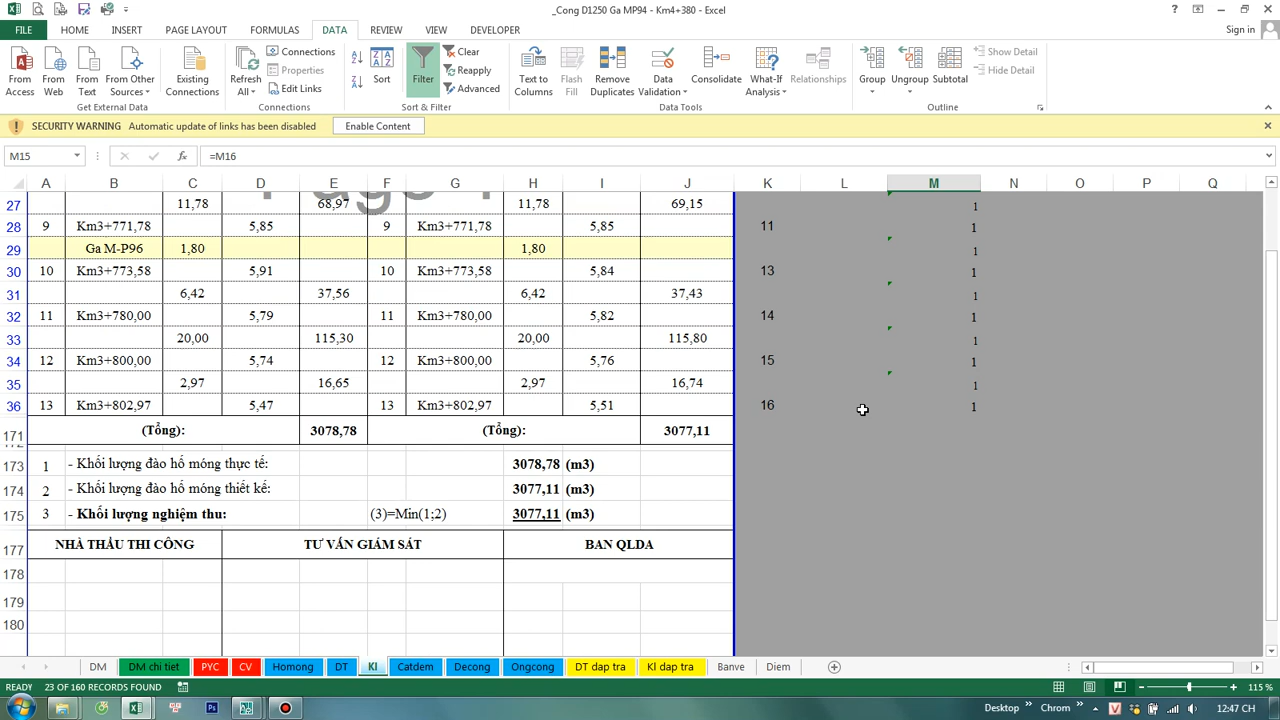 _Cong D1250 Ga MP94 - Km4+380 - Excel
?
FILE HOME INSERT PAGE LAYOUT FORMULAS DATA REVIEW VIEW DEVELOPER Sign in
From Access
From Web
From Text
From Other Sources
Existing Connections
Get External Data
Refresh All
Connections
Properties
Edit Links
Connections
Sort
Filter
Clear
Reapply
Advanced
Sort & Filter
Text to Columns
Flash Fill
Remove Duplicates
Data Validation
Consolidate
What-If Analysis
Relationships
Data Tools
Group
Ungroup
Subtotal
Show Detail
Hide Detail
Outline
SECURITY WARNING Automatic update of links has been disabled Enable Content
M15 fx =M16
A B C D E F G H I J K L M N O P Q
27 11,78 68,97 11,78 69,15 1
28 9 Km3+771,78 5,85 9 Km3+771,78 5,85 11 1
29 Ga M-P96 1,80 1,80 1
30 10 Km3+773,58 5,91 10 Km3+773,58 5,84 13 1
31 6,42 37,56 6,42 37,43 1
32 11 Km3+780,00 5,79 11 Km3+780,00 5,82 14 1
33 20,00 115,30 20,00 115,80 1
34 12 Km3+800,00 5,74 12 Km3+800,00 5,76 15 1
35 2,97 16,65 2,97 16,74 1
36 13 Km3+802,97 5,47 13 Km3+802,97 5,51 16 1
171 (Tổng): 3078,78 (Tổng): 3077,11
173 1 - Khối lượng đào hố móng thực tế: 3078,78 (m3)
174 2 - Khối lượng đào hố móng thiết kế: 3077,11 (m3)
175 3 - Khối lượng nghiệm thu: (3)=Min(1;2) 3077,11 (m3)
177 NHÀ THẦU THI CÔNG TƯ VẤN GIÁM SÁT BAN QLDA
178
179
180
DM DM chi tiet PYC CV Homong DT Kl Catdem Decong Ongcong DT dap tra Kl dap tra Banve Diem
READY 23 OF 160 RECORDS FOUND 115 %
Desktop » Chrom » 12:47 CH